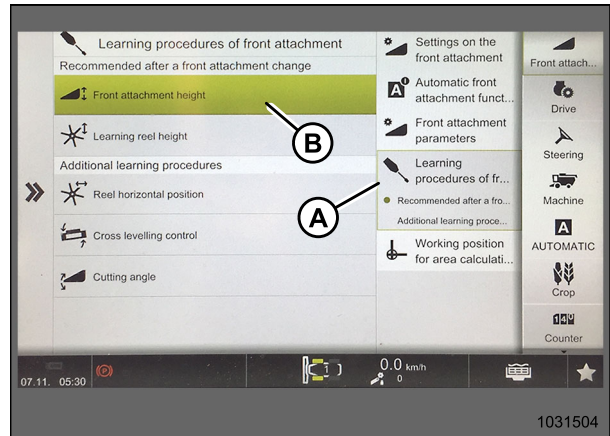 Learning procedures of front attachment
Recommended after a front attachment change
Front attachment height
Learning reel height
Additional learning procedures
Reel horizontal position
Cross levelling control
Cutting angle
Settings on the
front attachment
Automatic front
attachment funct...
Front attachment
parameters
Learning
procedures of fr...
Recommended after a fro...
Additional learning proce...
Working position
for area calculati...
Front attach...
Drive
Steering
Machine
A
AUTOMATIC
Crop
Counter
B
A
07.11. 05:30
(P)
1
0.0 km/h
0
1031504